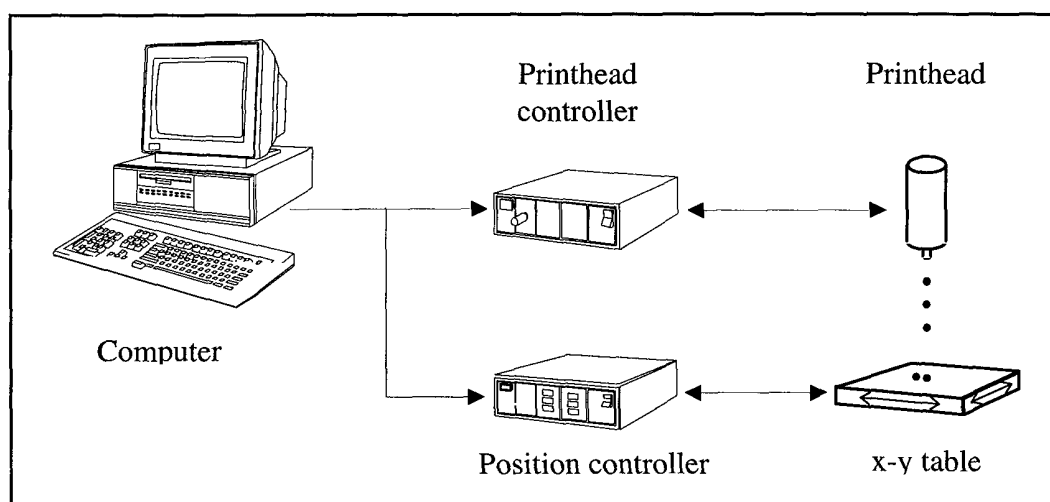 Printhead
controller
Printhead
Computer
Position controller
x-y table